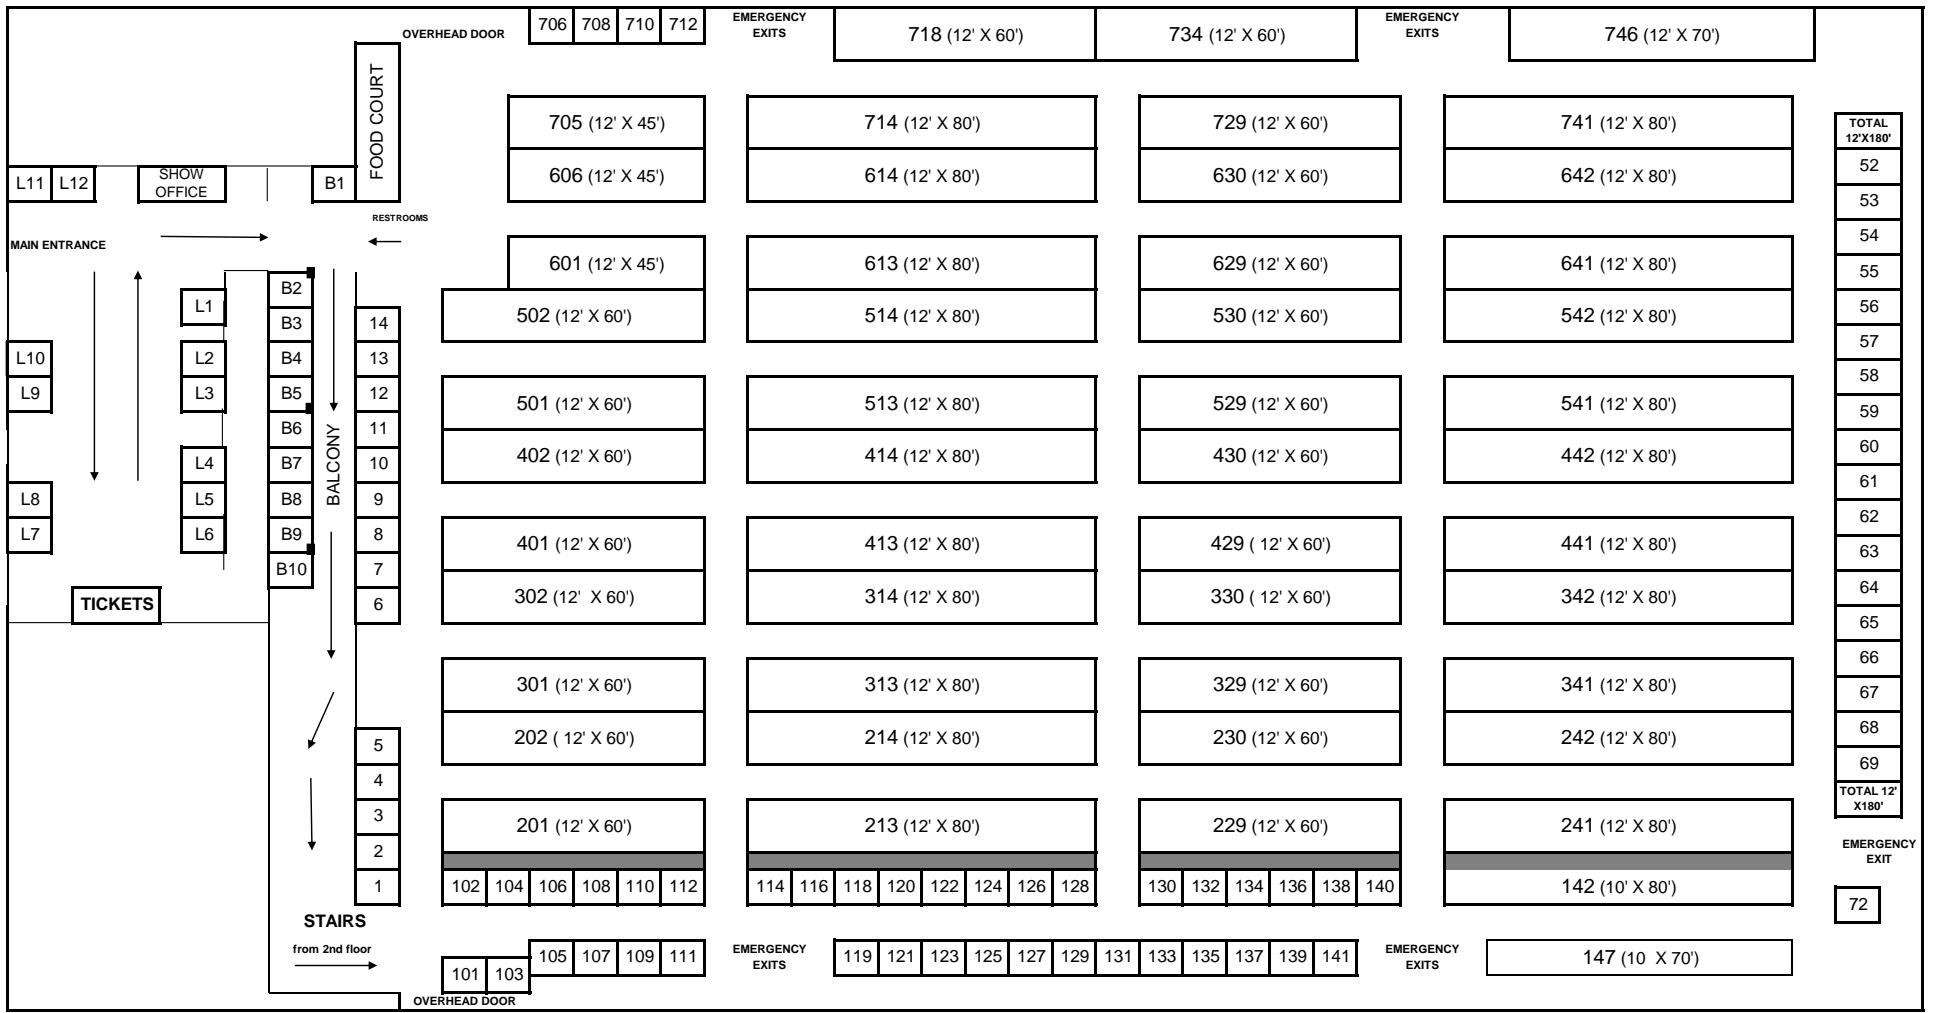 706 708 710 712
EMERGENCY
EXITS
718 (12' X 60')
734 (12' X 60')
EMERGENCY
EXITS
746 (12' X 70')
OVERHEAD DOOR
FOOD COURT
705 (12' X 45')
714 (12' X 80')
729 (12' X 60')
741 (12' X 80')
TOTAL
12'X180'
606 (12' X 45')
614 (12' X 80')
630 (12' X 60')
642 (12' X 80')
52
L11 L12
SHOW
OFFICE
B1
53
RESTROOMS
MAIN ENTRANCE
54
601 (12' X 45')
613 (12' X 80')
629 (12' X 60')
641 (12' X 80')
55
B2
L1
502 (12' X 60')
514 (12' X 80')
530 (12' X 60')
542 (12' X 80')
56
B3
14
57
L10
L2
B4
13
58
L9
L3
B5
12
501 (12' X 60')
513 (12' X 80')
529 (12' X 60')
541 (12' X 80')
59
B6
11
BALCONY
402 (12' X 60')
414 (12' X 80')
430 (12' X 60')
442 (12' X 80')
60
L4
B7
10
61
L8
L5
B8
9
62
L7
L6
B9
8
401 (12' X 60')
413 (12' X 80')
429 ( 12' X 60')
441 (12' X 80')
63
B10
7
64
TICKETS
6
302 (12' X 60')
314 (12' X 80')
330 ( 12' X 60')
342 (12' X 80')
65
66
301 (12' X 60')
313 (12' X 80')
329 (12' X 60')
341 (12' X 80')
67
68
5
202 ( 12' X 60')
214 (12' X 80')
230 (12' X 60')
242 (12' X 80')
69
4
TOTAL 12'
X180'
3
201 (12' X 60')
213 (12' X 80')
229 (12' X 60')
241 (12' X 80')
2
EMERGENCY
EXIT
1
102 104 106 108 110 112
114 116 118 120 122 124 126 128
130 132 134 136 138 140
142 (10' X 80')
72
STAIRS
from 2nd floor
101 103
105 107 109 111
EMERGENCY
EXITS
119 121 123 125 127 129 131 133 135 137 139 141
EMERGENCY
EXITS
147 (10 X 70')
OVERHEAD DOOR